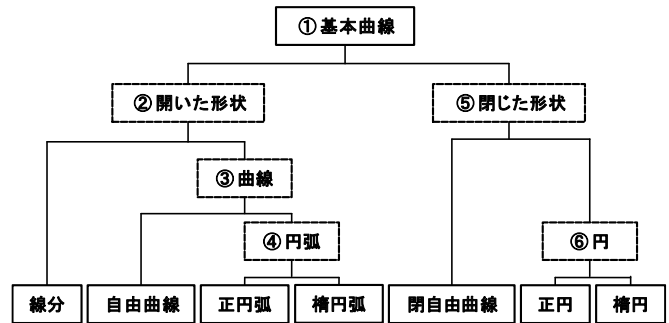 ①基本曲線
②開いた形状
⑤閉じた形状
③曲線
④円弧
⑥円
線分
自由曲線
正円弧
楕円弧
閉自由曲線
正円
楕円